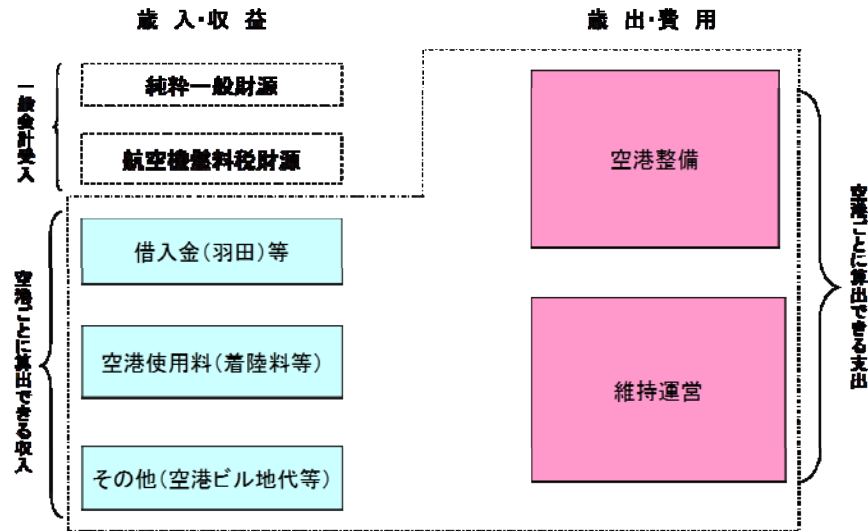 歳入・収益
歳出・費用
一般会計受入
純粋一般財源
航空機燃料税財源
空港ごとに算出できる収入
借入金(羽田)等
空港使用料(着陸料等)
その他(空港ビル地代等)
空港整備
維持運営
空港ごとに算出できる支出